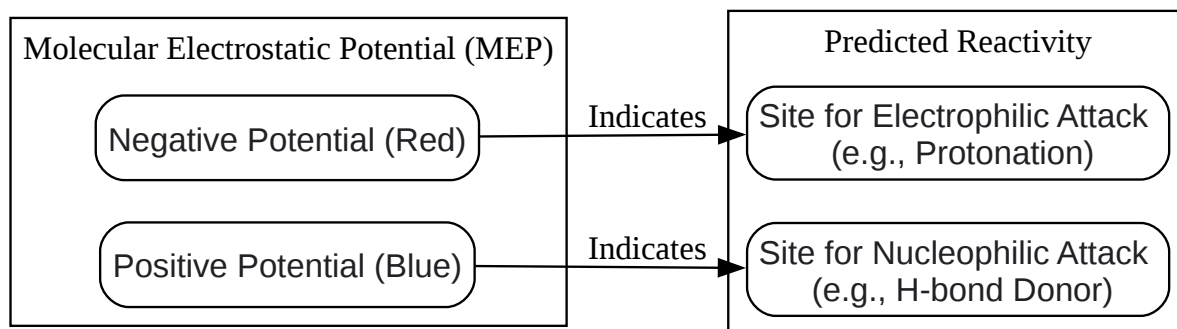 Molecular Electrostatic Potential (MEP)
Negative Potential (Red)
Positive Potential (Blue)
Indicates
Indicates
Predicted Reactivity
Site for Electrophilic Attack
(e.g., Protonation)
Site for Nucleophilic Attack
(e.g., H-bond Donor)